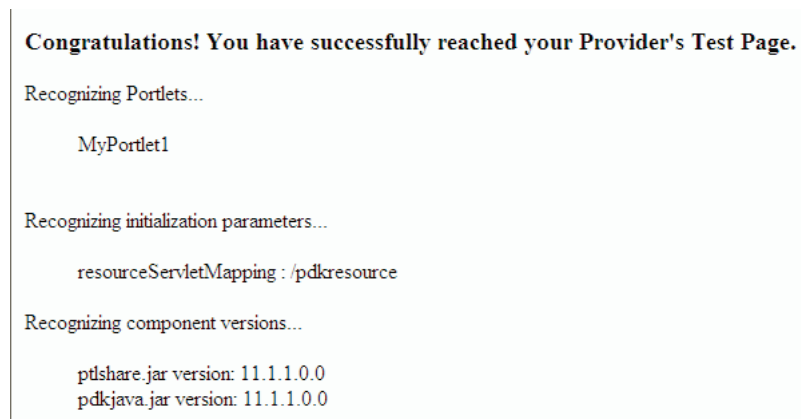 Congratulations! You have successfully reached your Provider's Test Page.
Recognizing Portlets...
MyPortlet1
Recognizing initialization parameters...
resourceServletMapping : /pdkresource
Recognizing component versions...
ptlshare.jar version: 11.1.1.0.0
pdkjava.jar version: 11.1.1.0.0